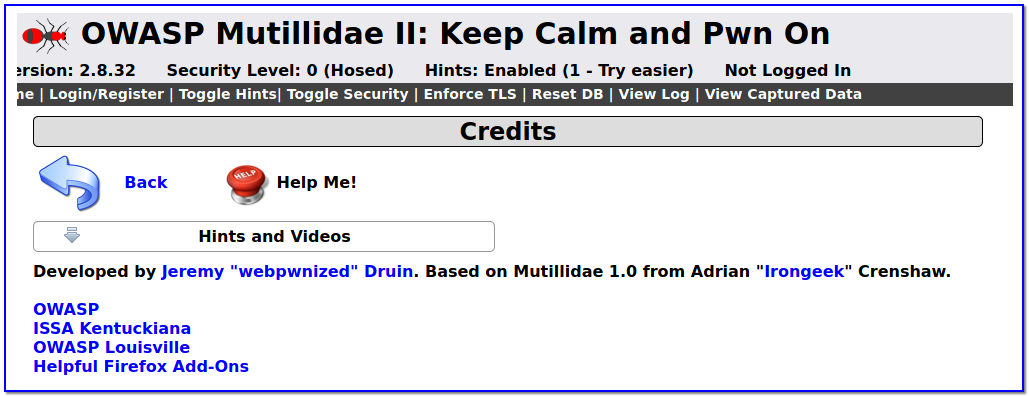 OWASP Mutillidae II: Keep Calm and Pwn On
ersion: 2.8.32 Security Level: 0 (Hosed) Hints: Enabled (1 - Try easier) Not Logged In
me | Login/Register | Toggle Hints| Toggle Security | Enforce TLS | Reset DB | View Log | View Captured Data
Credits
Back HELP Help Me!
Hints and Videos
Developed by Jeremy "webpwnized" Druin. Based on Mutillidae 1.0 from Adrian "Irongeek" Crenshaw.
OWASP
ISSA Kentuckiana
OWASP Louisville
Helpful Firefox Add-Ons